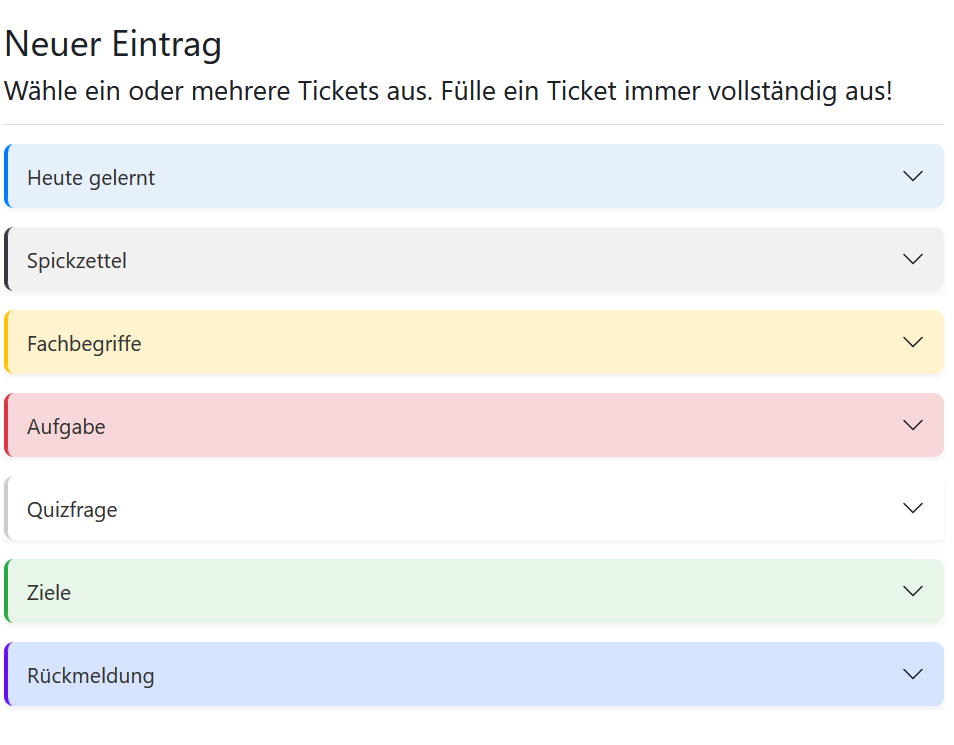 Neuer Eintrag
Wähle ein oder mehrere Tickets aus. Fülle ein Ticket immer vollständig aus!
Heute gelernt
Spickzettel
Fachbegriffe
Aufgabe
Quizfrage
Ziele
Rückmeldung